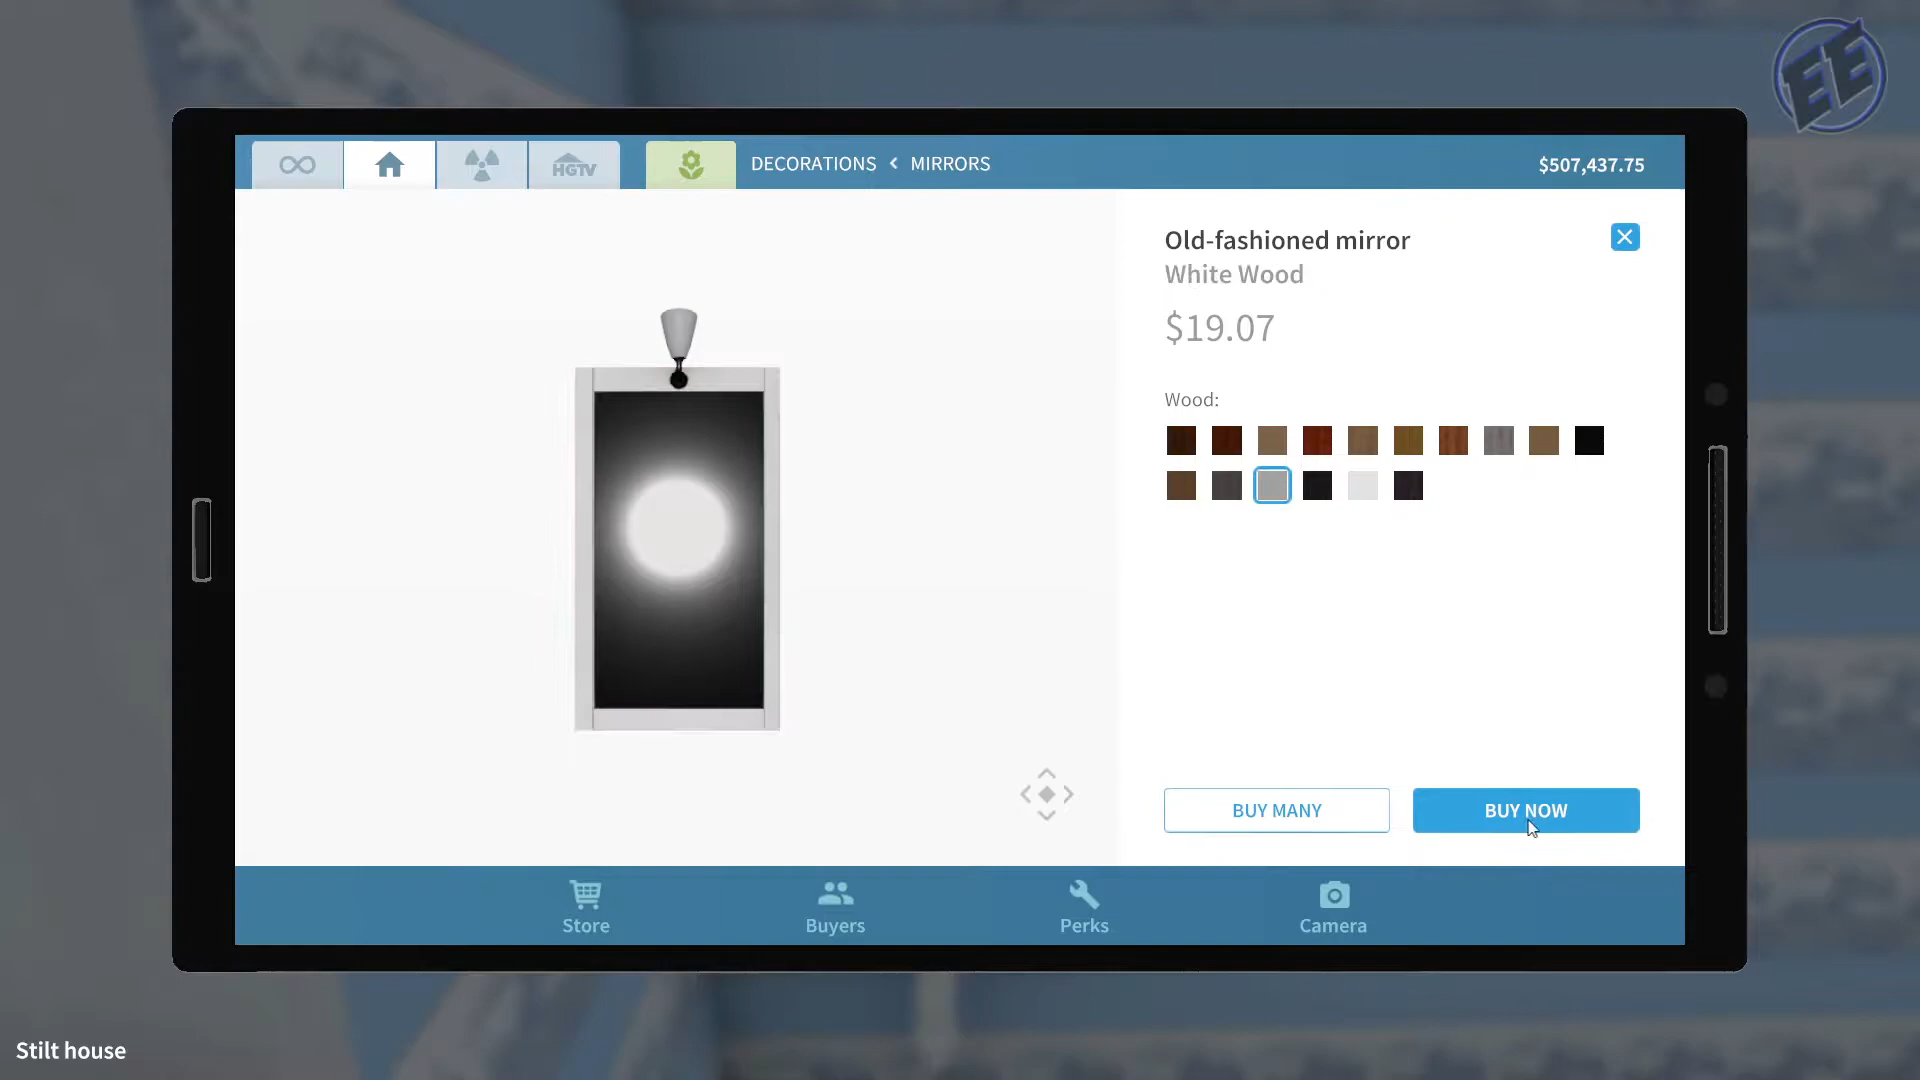 EE
HGTV
DECORATIONS < MIRRORS
$507,437.75
Old-fashioned mirror
White Wood
$19.07
Wood:
BUY MANY
BUY NOW
Store
Buyers
Perks
Camera
Stilt house